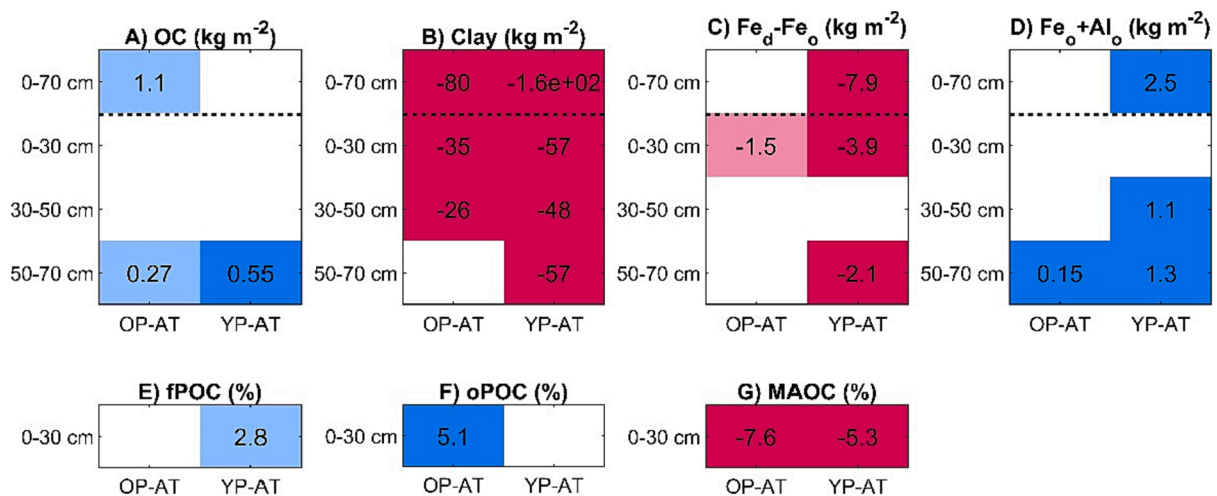 A) OC (kg m⁻²) B) Clay (kg m⁻²) C) Fe_d-Fe_o (kg m⁻²) D) Fe_o+Al_o (kg m⁻²)
0-70 cm 1.1 0-70 cm -80 -1.6e+02 0-70 cm -7.9 0-70 cm 2.5
0-30 cm 0-30 cm -35 -57 0-30 cm -1.5 -3.9 0-30 cm
30-50 cm 30-50 cm -26 -48 30-50 cm 30-50 cm 1.1
50-70 cm 0.27 0.55 50-70 cm -57 50-70 cm -2.1 50-70 cm 0.15 1.3
OP-AT YP-AT OP-AT YP-AT OP-AT YP-AT OP-AT YP-AT
E) fPOC (%) F) oPOC (%) G) MAOC (%)
0-30 cm 2.8 0-30 cm 5.1 0-30 cm -7.6 -5.3
OP-AT YP-AT OP-AT YP-AT OP-AT YP-AT